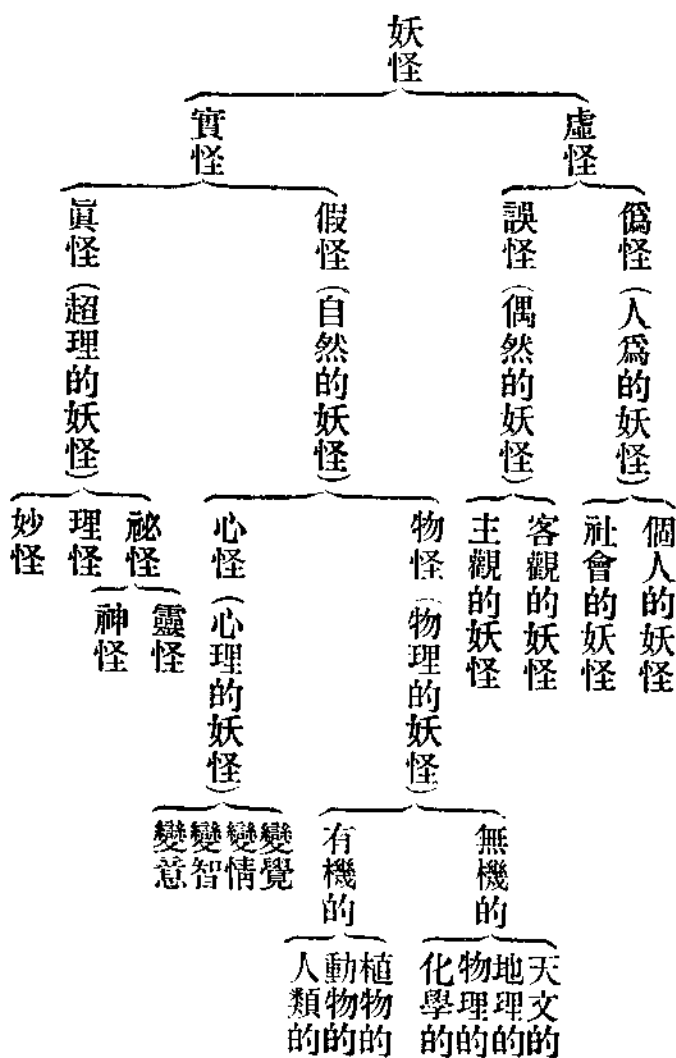 妖怪
虛怪
實怪
僞怪（人爲的妖怪）
誤怪（偶然的妖怪）
假怪（自然的妖怪）
眞怪（超理的妖怪）
個人的妖怪
社會的妖怪
客觀的妖怪
主觀的妖怪
物怪（物理的妖怪）
心怪（心理的妖怪）
祕怪
理怪
妙怪
靈怪
神怪
無機的
有機的
變覺
變情
變智
變意
天文的
地理的
物理的
化學的
植物的
動物的
人類的